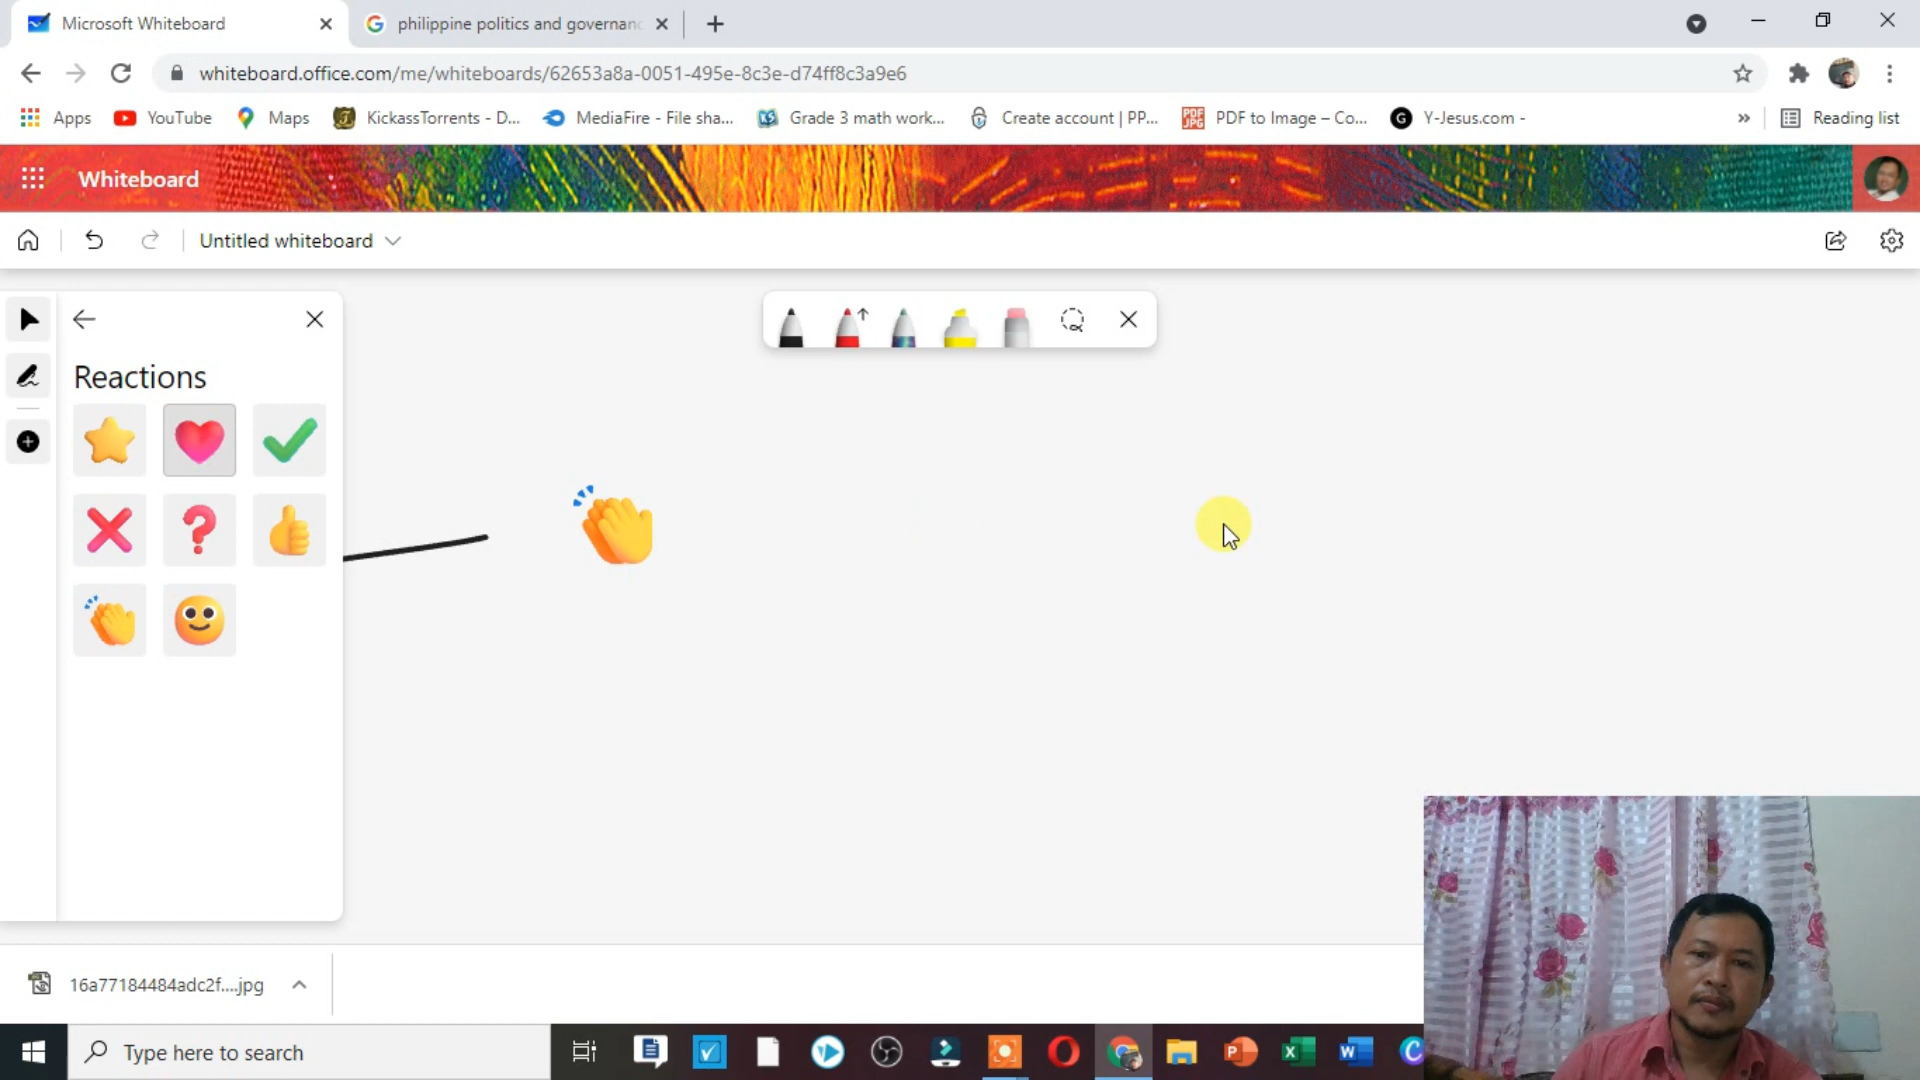 Microsoft Whiteboard
philippine politics and governan
whiteboard.office.com/me/whiteboards/62653a8a-0051-495e-8c3e-d74ff8c3a9e6
Apps YouTube Maps KickassTorrents - D... MediaFire - File sha... Grade 3 math work... Create account | PP... PDF to Image – Co... Y-Jesus.com - » Reading list
Whiteboard
Untitled whiteboard
Reactions
16a77184484adc2f....jpg
Type here to search